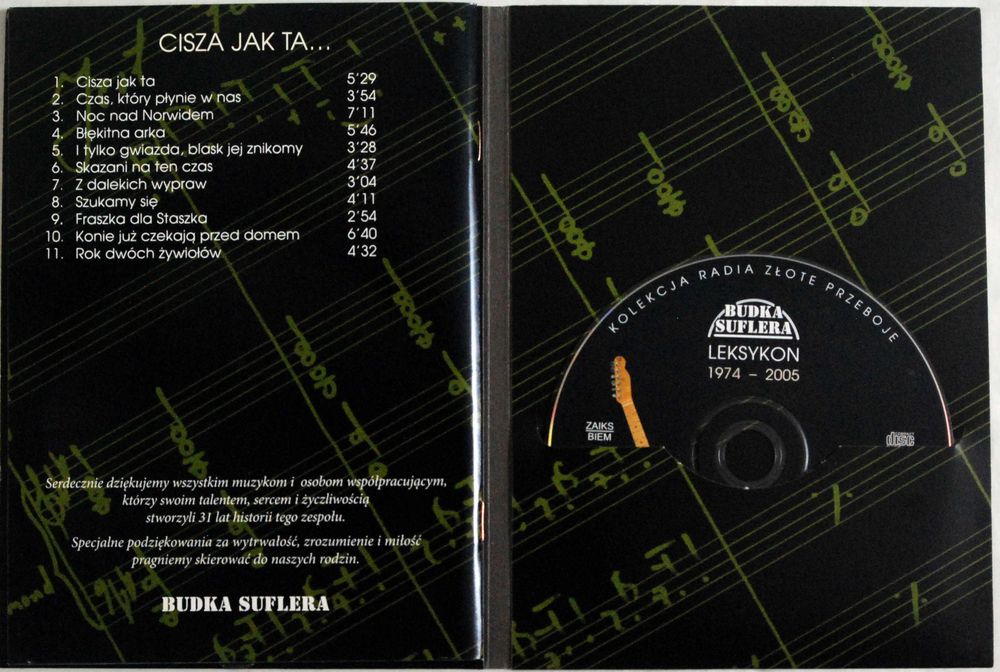 CISZA JAK TA...
1. Cisza jak ta 5'29
2. Czas, który płynie w nas 3'54
3. Noc nad Norwidem 7'11
4. Błękitna arka 5'46
5. I tylko gwiazda, blask jej znikomy 3'28
6. Skazani na ten czas 4'37
7. Z dalekich wypraw 3'04
8. Szukamy się 4'11
9. Fraszka dla Staszka 2'54
10. Konie już czekają przed domem 6'40
11. Rok dwóch żywiołów 4'32
Serdecznie dziękujemy wszystkim muzykom i osobom współpracującym,
którzy swoim talentem, sercem i życzliwością
stworzyli 31 lat historii tego zespołu.
Specjalne podziękowania za wytrwałość, zrozumienie i miłość
pragniemy skierować do naszych rodzin.
BUDKA SUFLERA
KOLEKCJA RADIA ZŁOTE PRZEBOJE
BUDKA
SUFLERA
LEKSYKON
1974 - 2005
ZAIKS
BIEM
COMPACT
disc